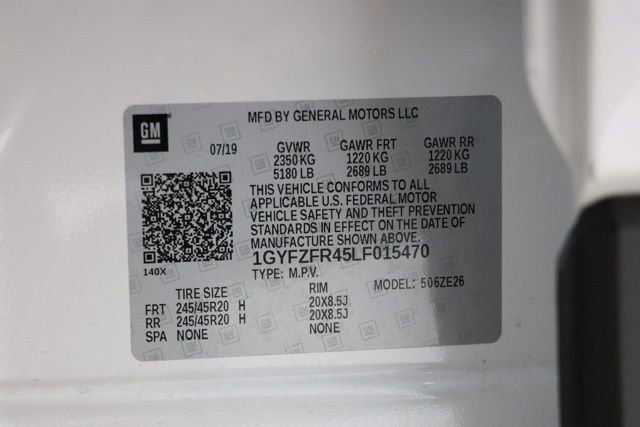 GM
MFD BY GENERAL MOTORS LLC
07/19 GVWR GAWR FRT GAWR RR
2350 KG 1220 KG 1220 KG
5180 LB 2689 LB 2689 LB
THIS VEHICLE CONFORMS TO ALL
APPLICABLE U.S. FEDERAL MOTOR
VEHICLE SAFETY AND THEFT PREVENTION
STANDARDS IN EFFECT ON THE DATE OF
MANUFACTURE SHOWN ABOVE.
140X 1GYFZFR45LF015470
TYPE: M.P.V. MODEL: 506ZE26
TIRE SIZE RIM
FRT 245/45R20 H 20X8.5J
RR 245/45R20 H 20X8.5J
SPA NONE NONE